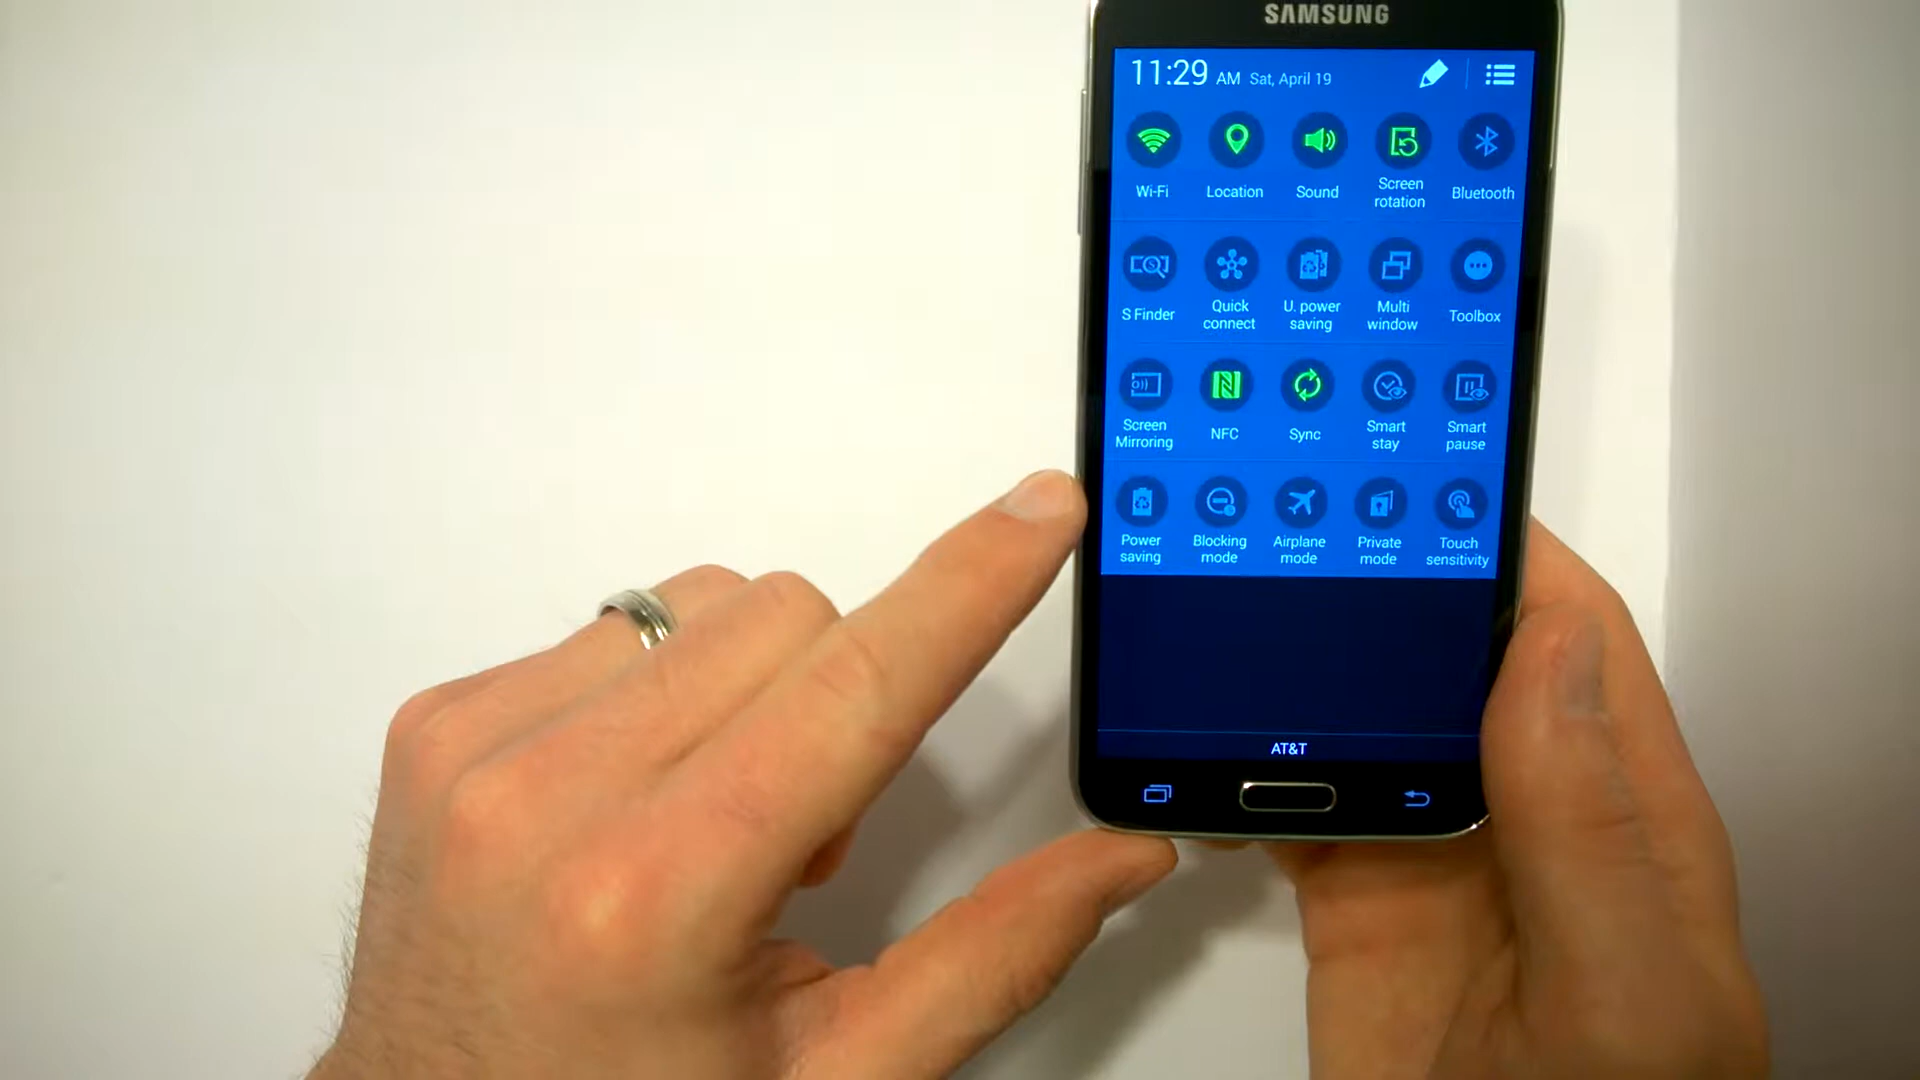 SAMSUNG
11:29 AM Sat, April 19
Wi-Fi
Location
Sound
Screen
rotation
Bluetooth
S Finder
Quick
connect
U. power
saving
Multi
window
Toolbox
Screen
Mirroring
NFC
Sync
Smart
stay
Smart
pause
Power
saving
Blocking
mode
Airplane
mode
Private
mode
Touch
sensitivity
AT&T